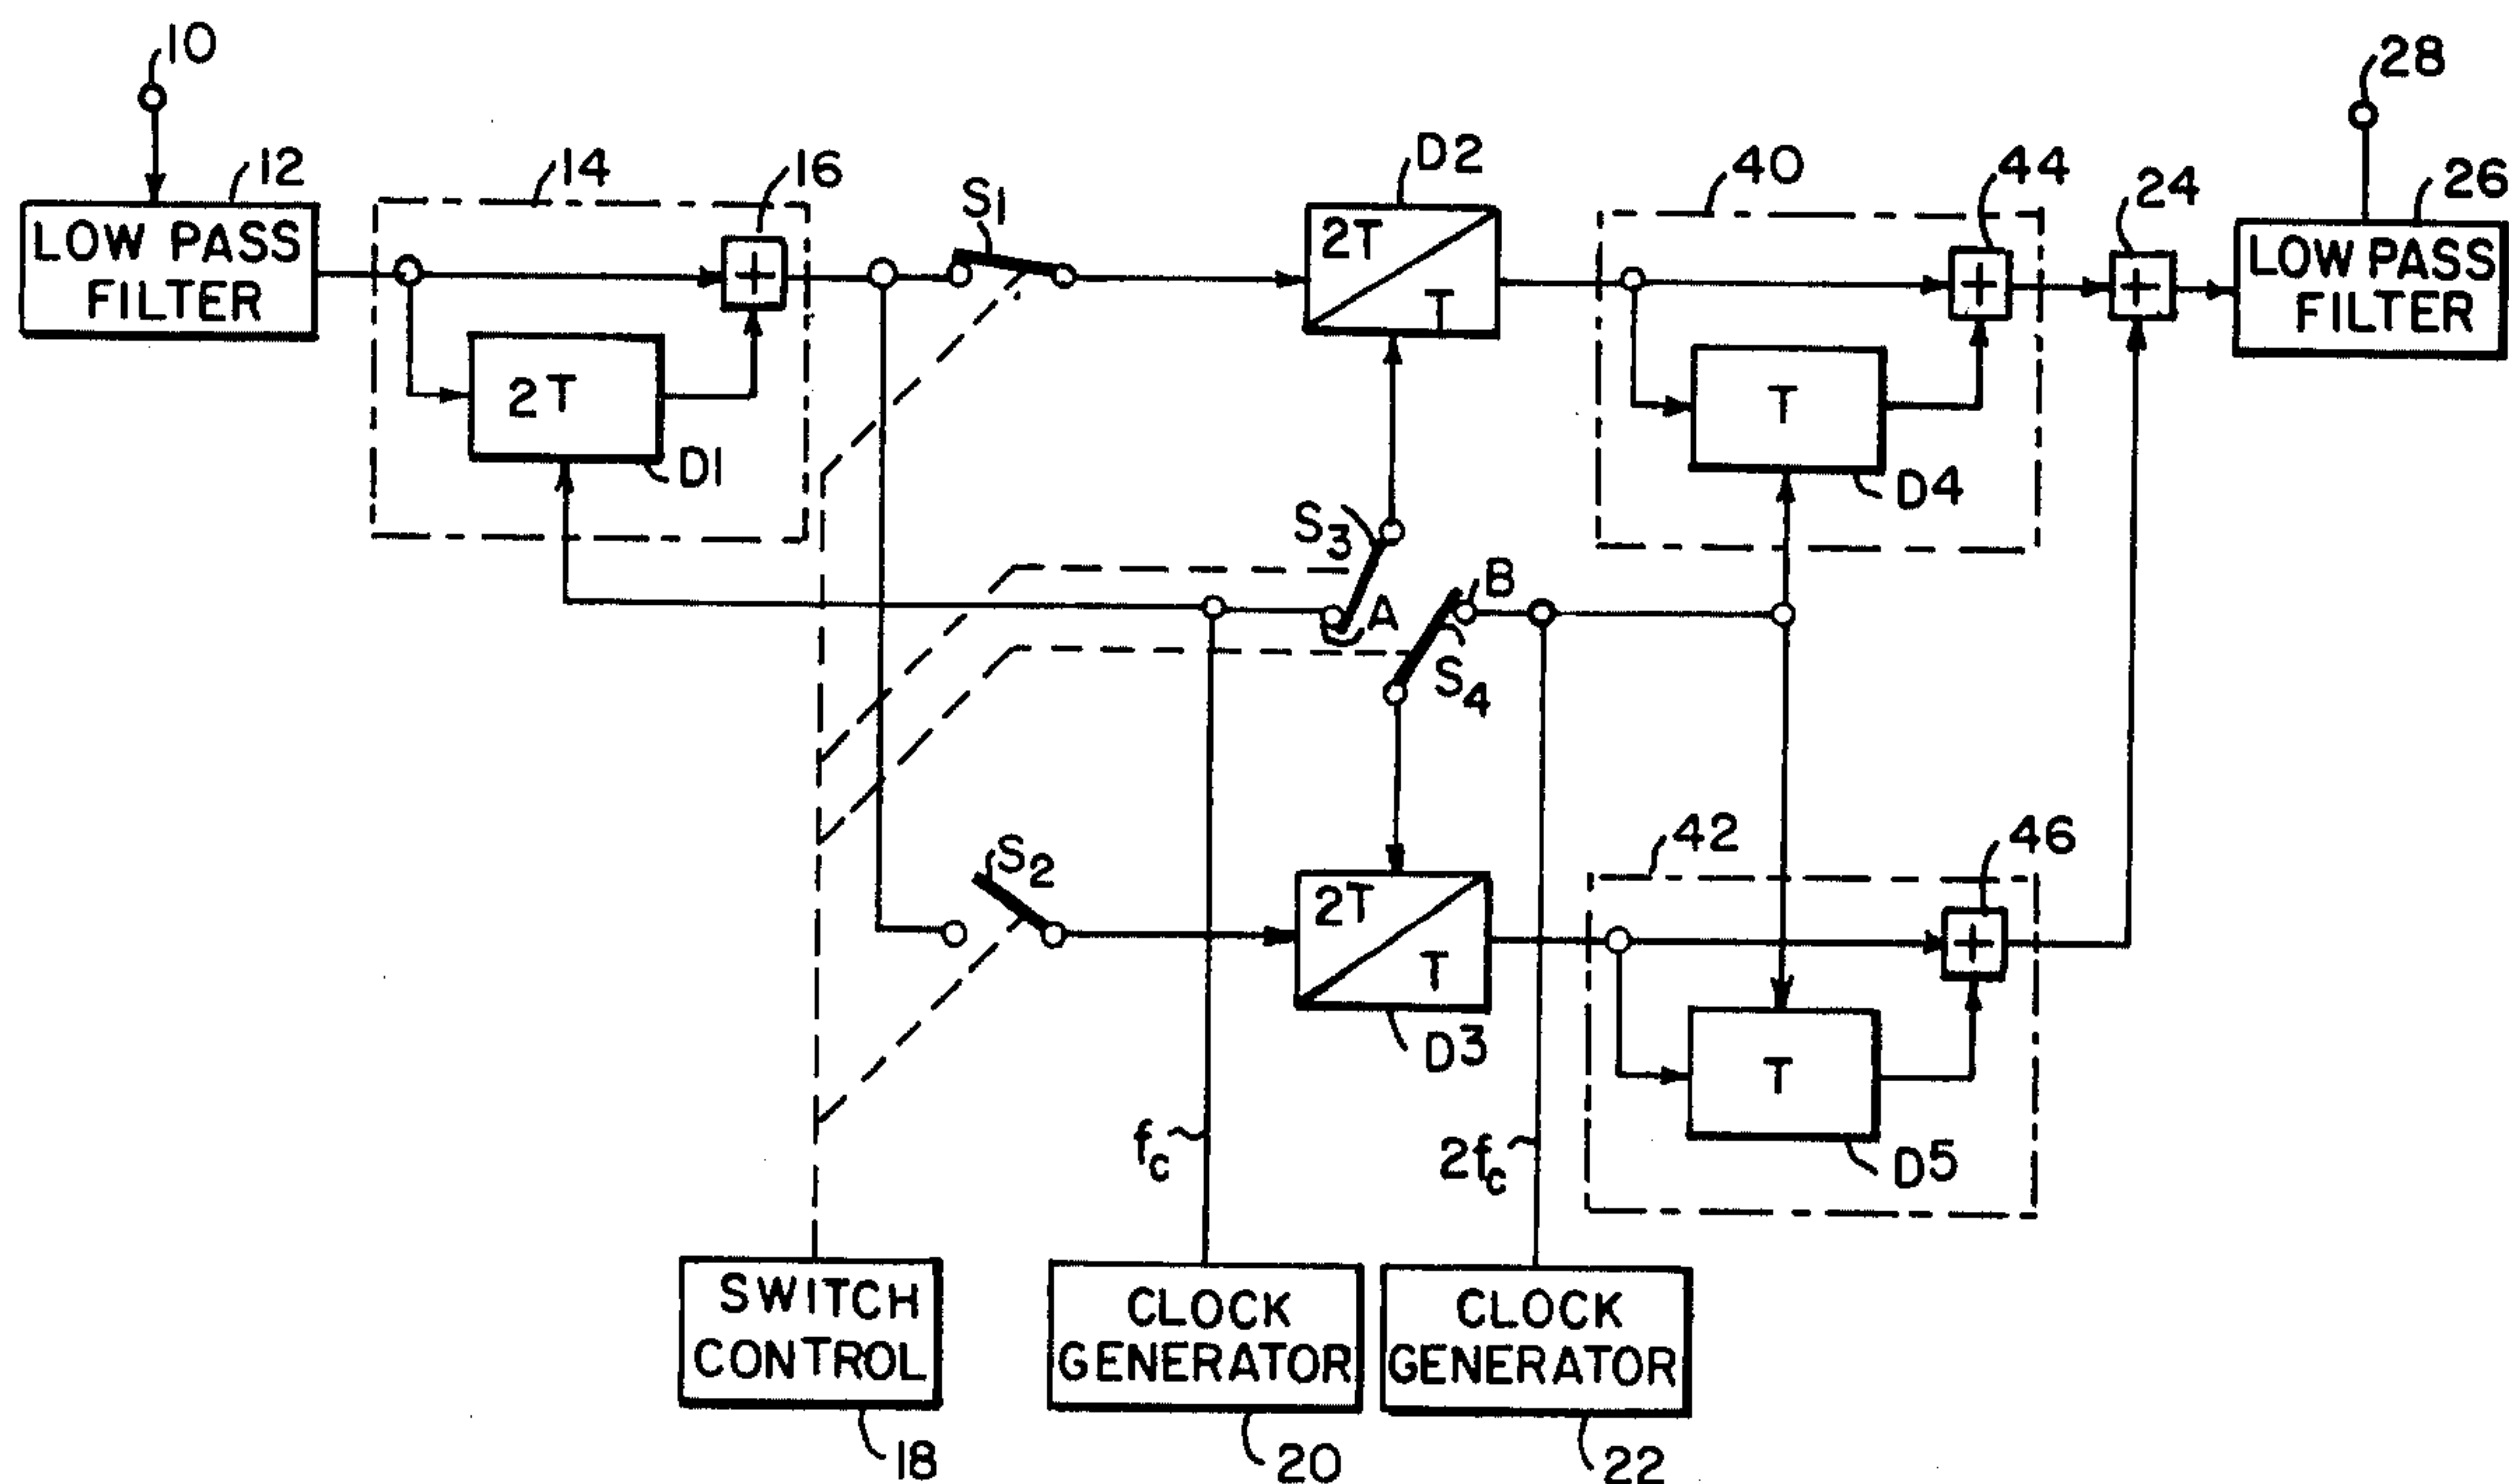 10
28
12
14
16
S1
D2
40
44
24
26
LOW PASS
FILTER
2T
T
LOW PASS
FILTER
2T
D1
T
D4
S3
A
B
S4
S2
42
46
2T
T
D3
T
D5
fc
2fc
SWITCH
CONTROL
CLOCK
GENERATOR
CLOCK
GENERATOR
18
20
22